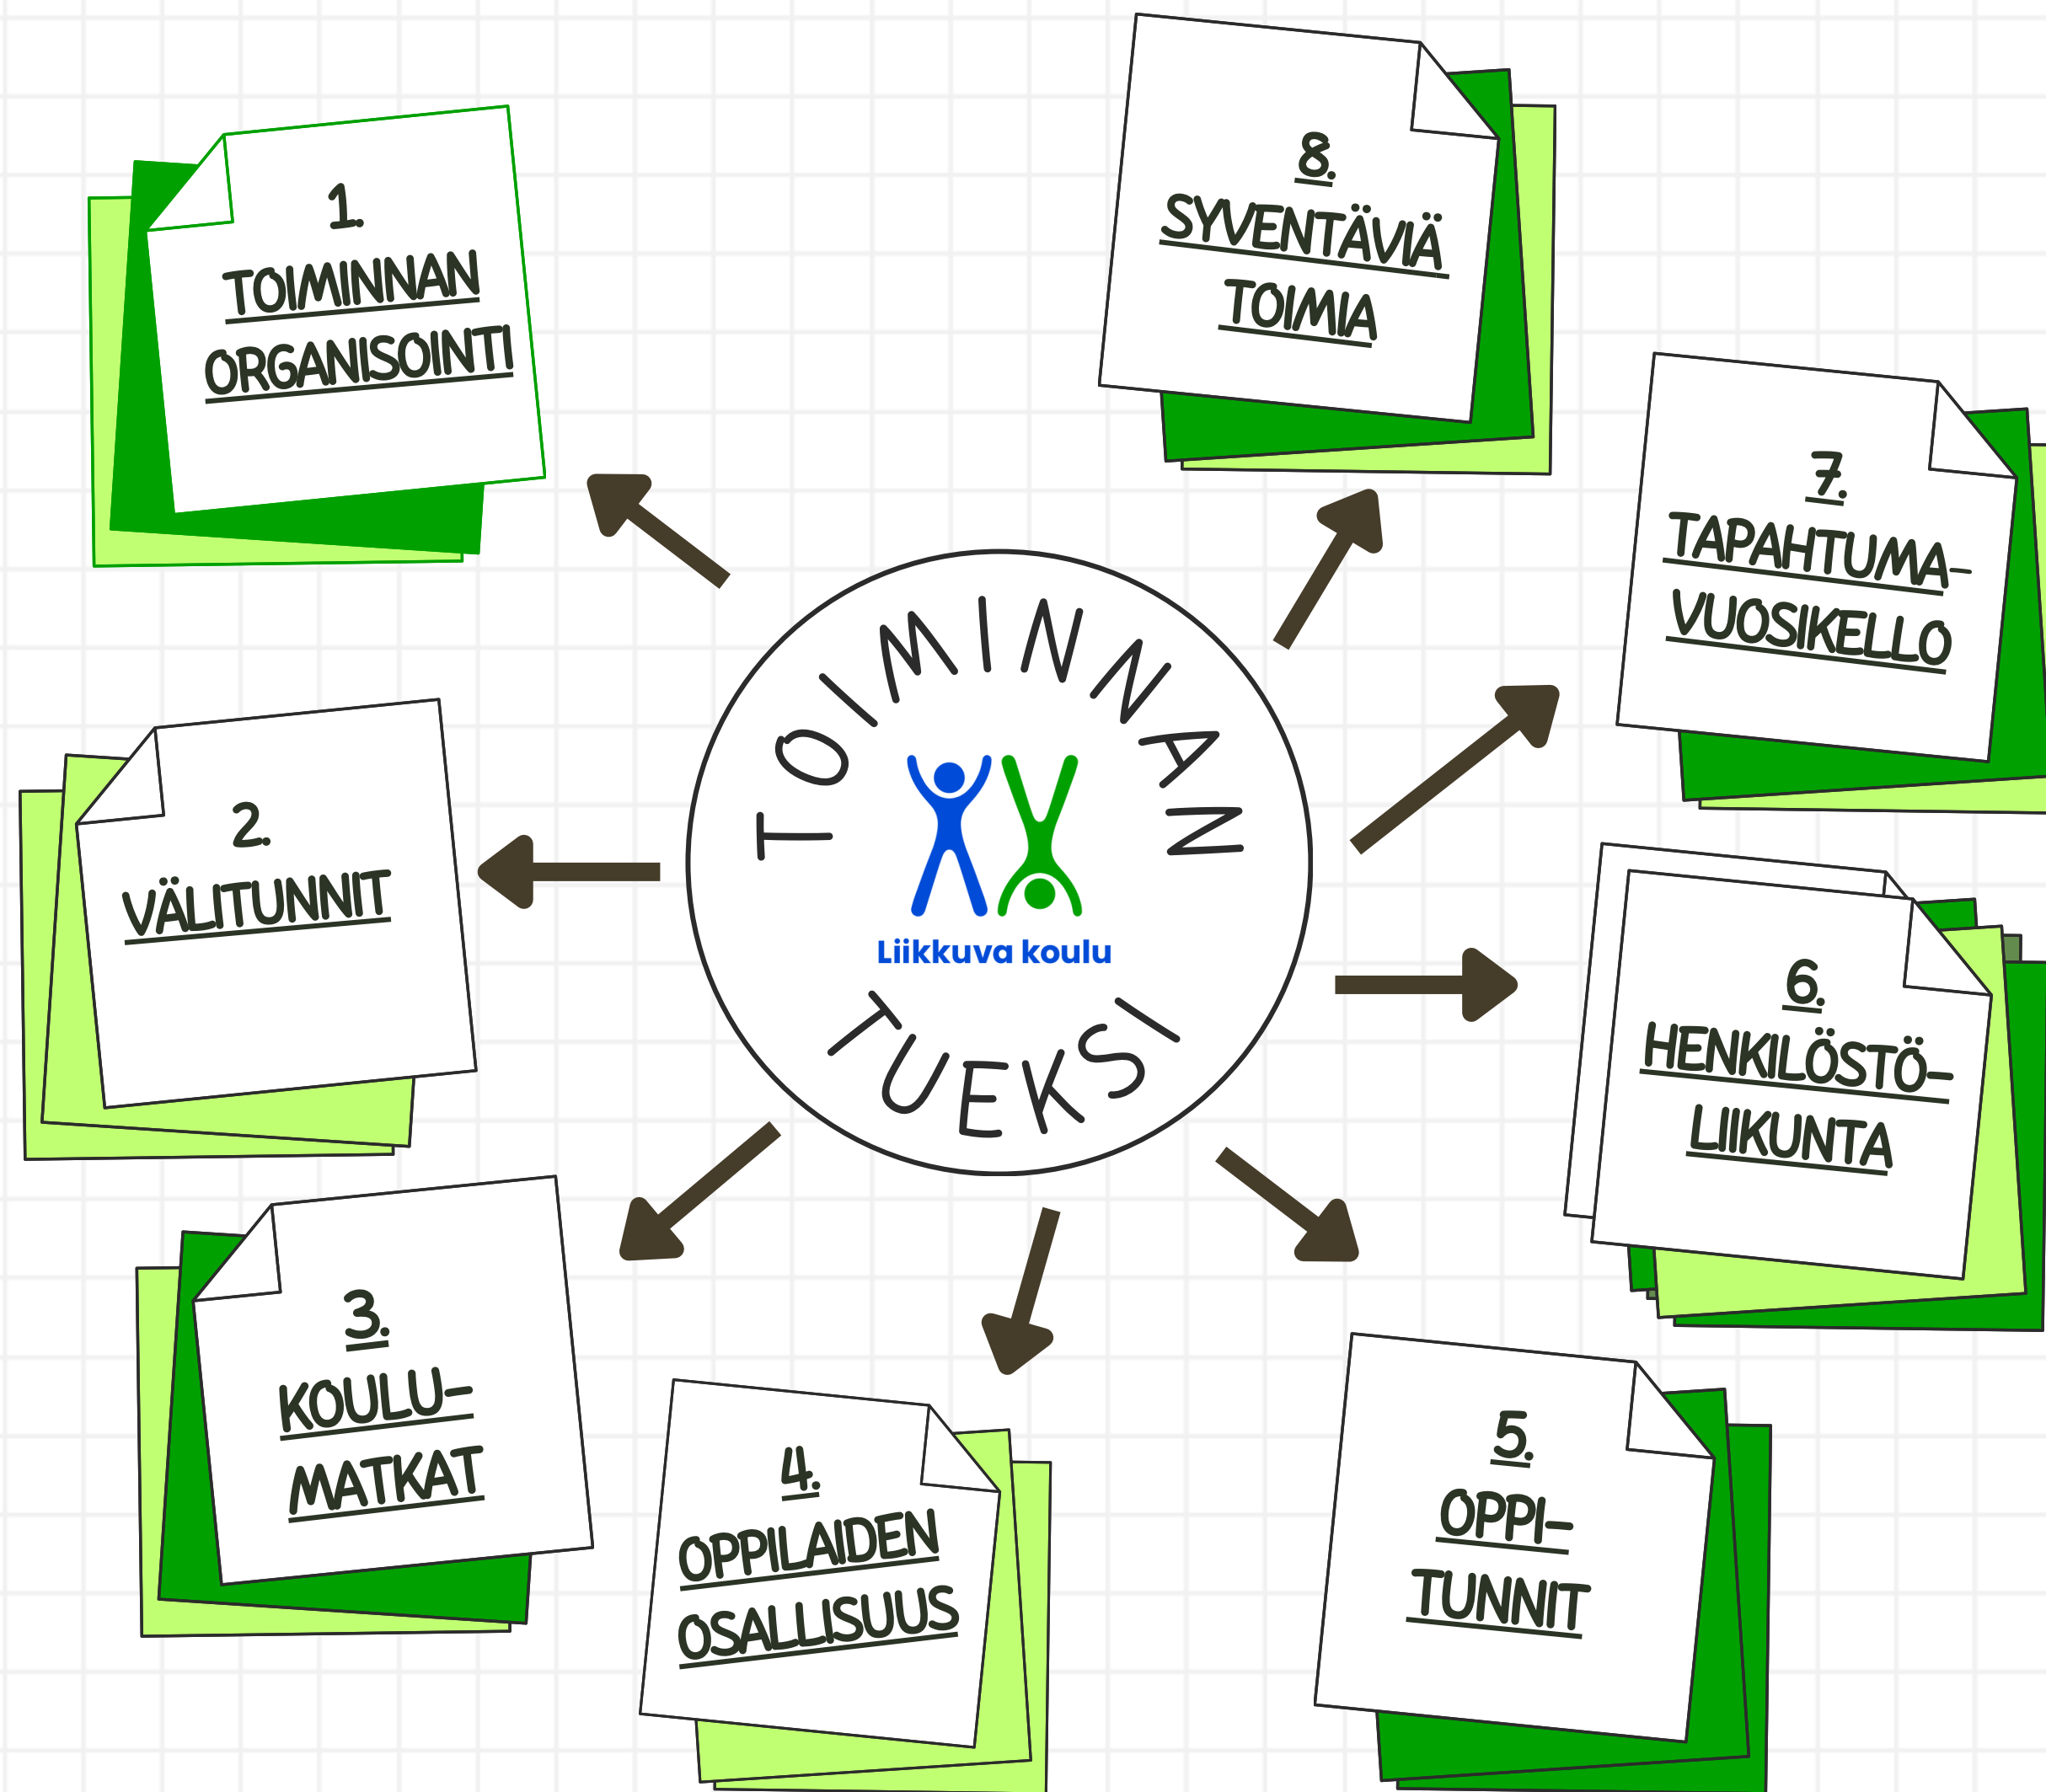 TOIMINNAN
Liikkuva koulu
TUEKSI
1.
TOIMINNAN
ORGANISOINTI
2.
VÄLITUNNIT
3.
KOULU-
MATKAT
4.
OPPILAIDEN
OSALLISUUS
5.
OPPI-
TUNNIT
6.
HENKILÖSTÖ-
LIIKUNTA
7.
TAPAHTUMA-
VUOSIKELLO
8.
SYVENTÄVIÄ
TOIMIA